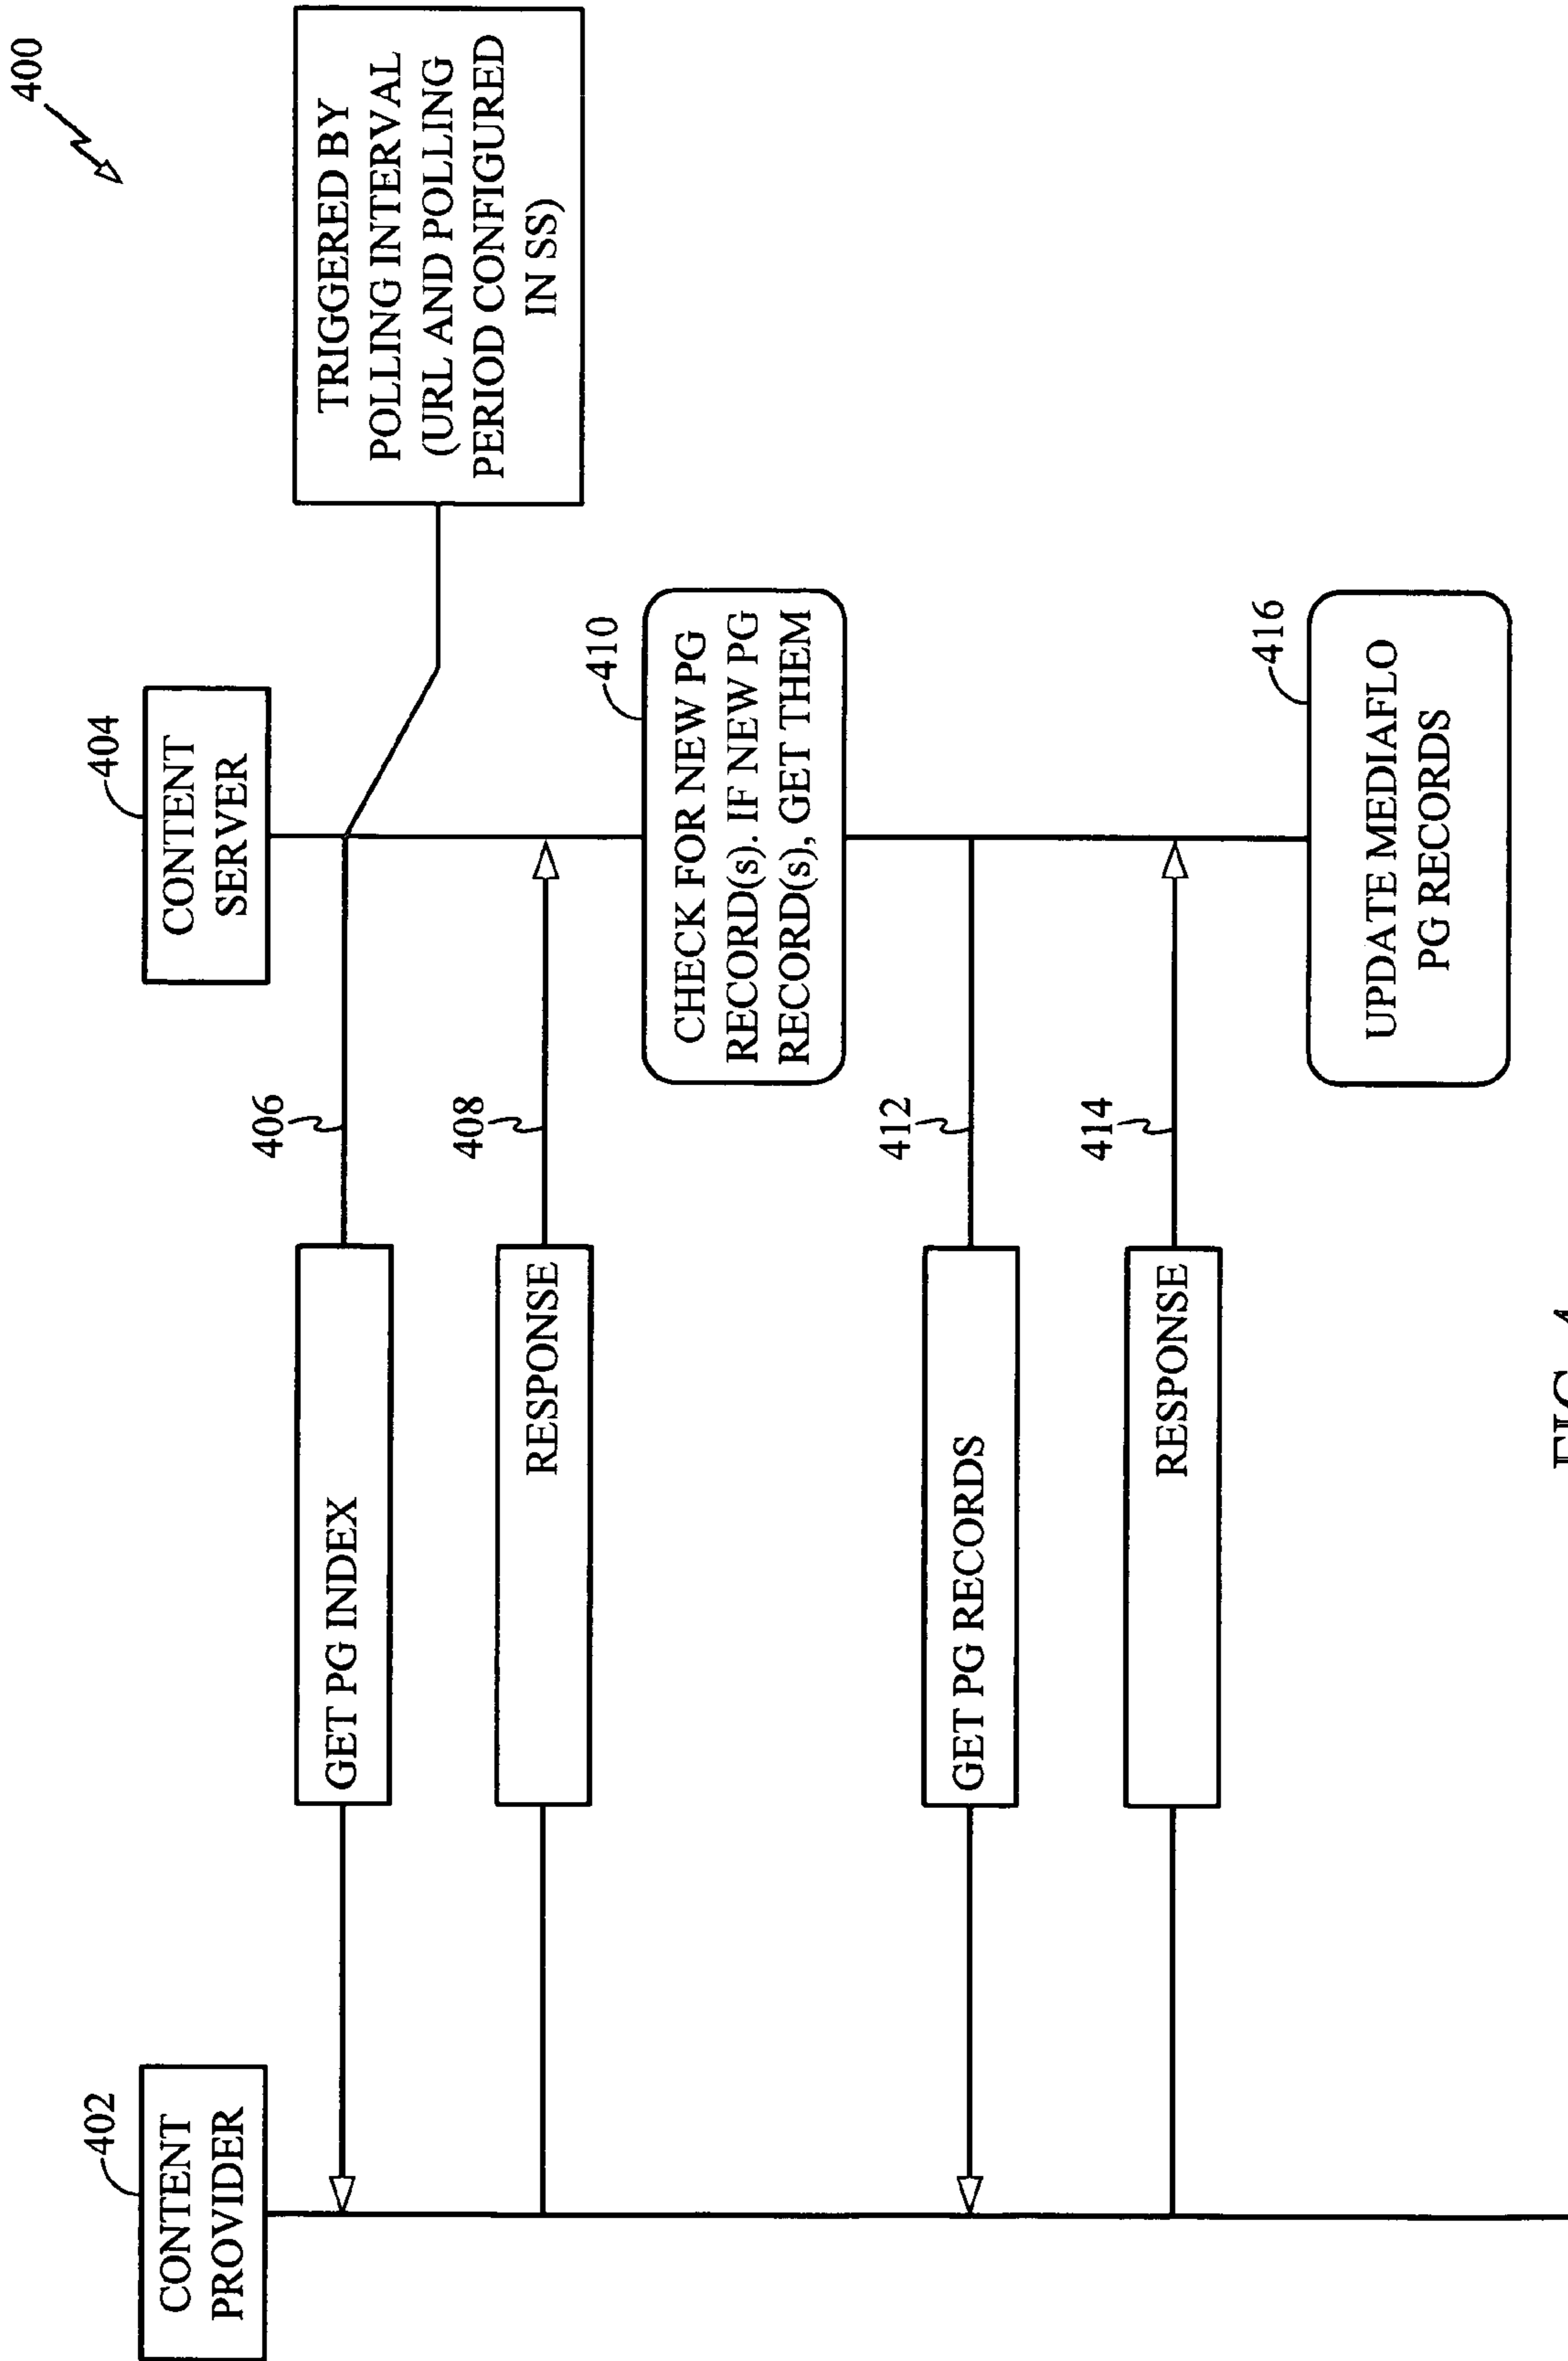 400
402
CONTENT
PROVIDER
404
CONTENT
SERVER
TRIGGERED BY
POLLING INTERVAL
(URL AND POLLING
PERIOD CONFIGURED
IN SS)
GET PG INDEX
406
RESPONSE
408
410
CHECK FOR NEW PG
RECORD(s). IF NEW PG
RECORD(s), GET THEM
GET PG RECORDS
412
RESPONSE
414
416
UPDATE MEDIAFLO
PG RECORDS